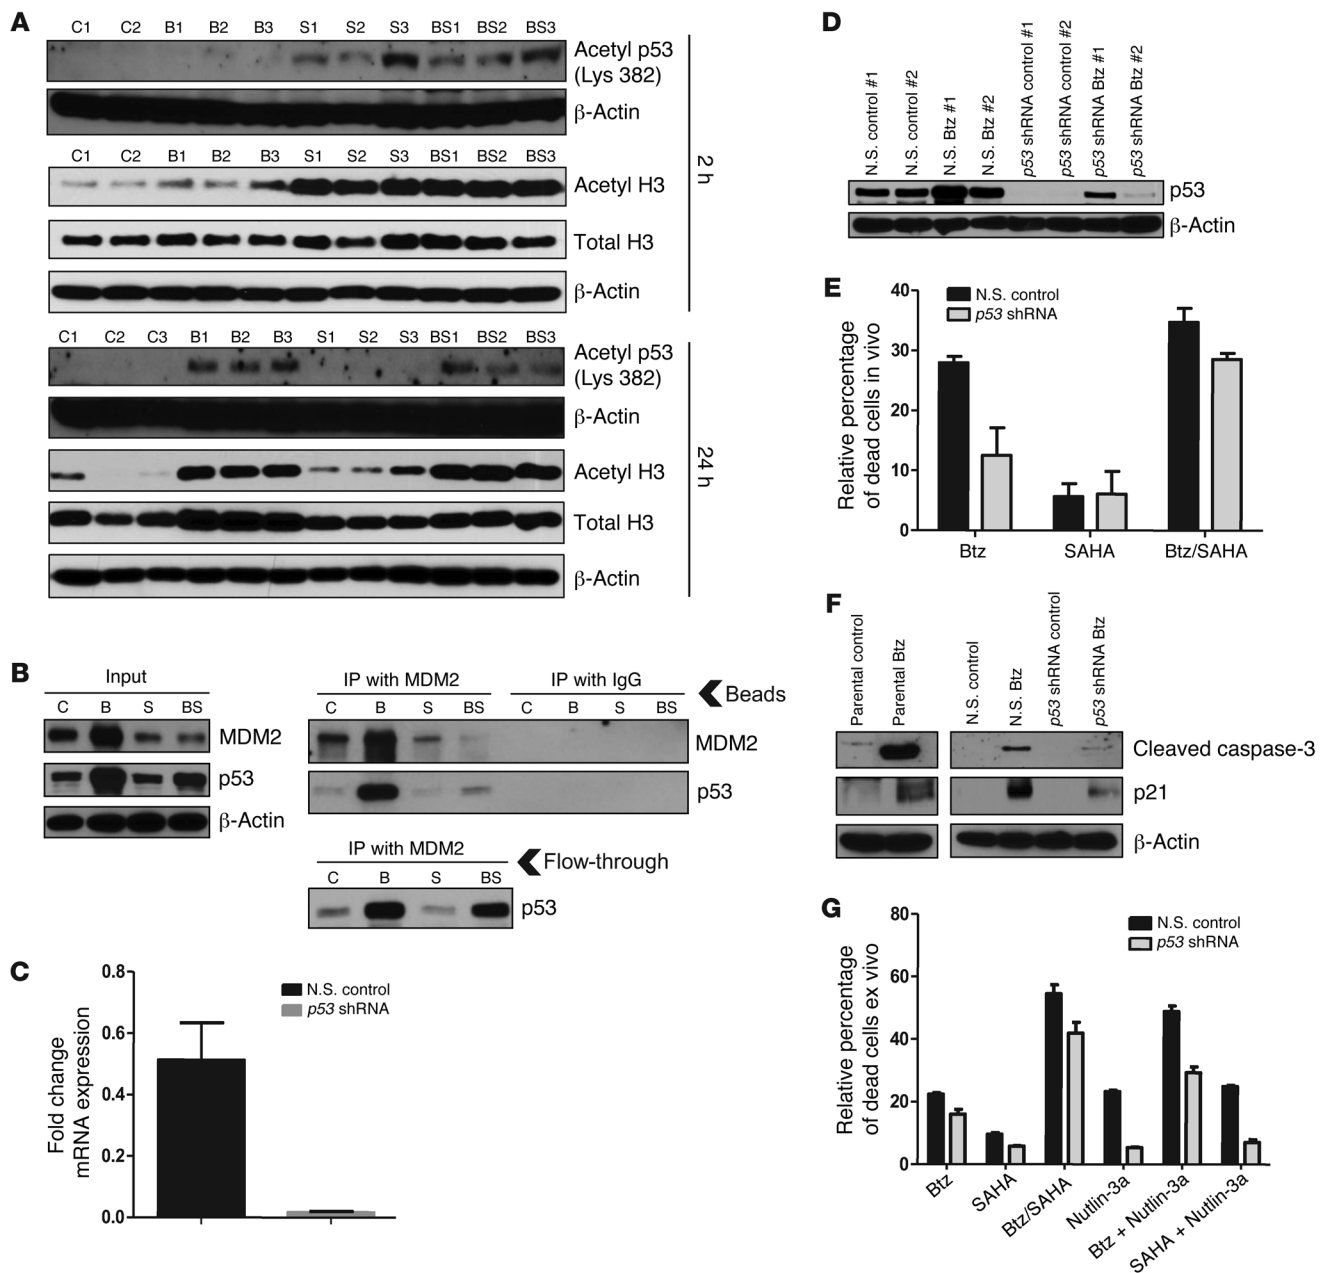 A
C1 C2 B1 B2 B3 S1 S2 S3 BS1 BS2 BS3
Acetyl p53
(Lys 382)
β-Actin
C1 C2 B1 B2 B3 S1 S2 S3 BS1 BS2 BS3
Acetyl H3
Total H3
β-Actin
2 h
C1 C2 C3 B1 B2 B3 S1 S2 S3 BS1 BS2 BS3
Acetyl p53
(Lys 382)
β-Actin
Acetyl H3
Total H3
β-Actin
24 h
B
Input
C B S BS
MDM2
p53
β-Actin
IP with MDM2
C B S BS
IP with IgG
C B S BS
Beads
MDM2
p53
IP with MDM2
Flow-through
C B S BS
p53
C
Fold change
mRNA expression
0.8
0.6
0.4
0.2
0.0
N.S. control
p53 shRNA
D
N.S. control #1
N.S. control #2
N.S. Btz #1
N.S. Btz #2
p53 shRNA control #1
p53 shRNA control #2
p53 shRNA Btz #1
p53 shRNA Btz #2
p53
β-Actin
E
Relative percentage
of dead cells in vivo
40
30
20
10
0
N.S. control
p53 shRNA
Btz SAHA Btz/SAHA
F
Parental control
Parental Btz
N.S. control
N.S. Btz
p53 shRNA control
p53 shRNA Btz
Cleaved caspase-3
p21
β-Actin
G
Relative percentage
of dead cells ex vivo
80
60
40
20
0
N.S. control
p53 shRNA
Btz
SAHA
Btz/SAHA
Nutlin-3a
Btz + Nutlin-3a
SAHA + Nutlin-3a